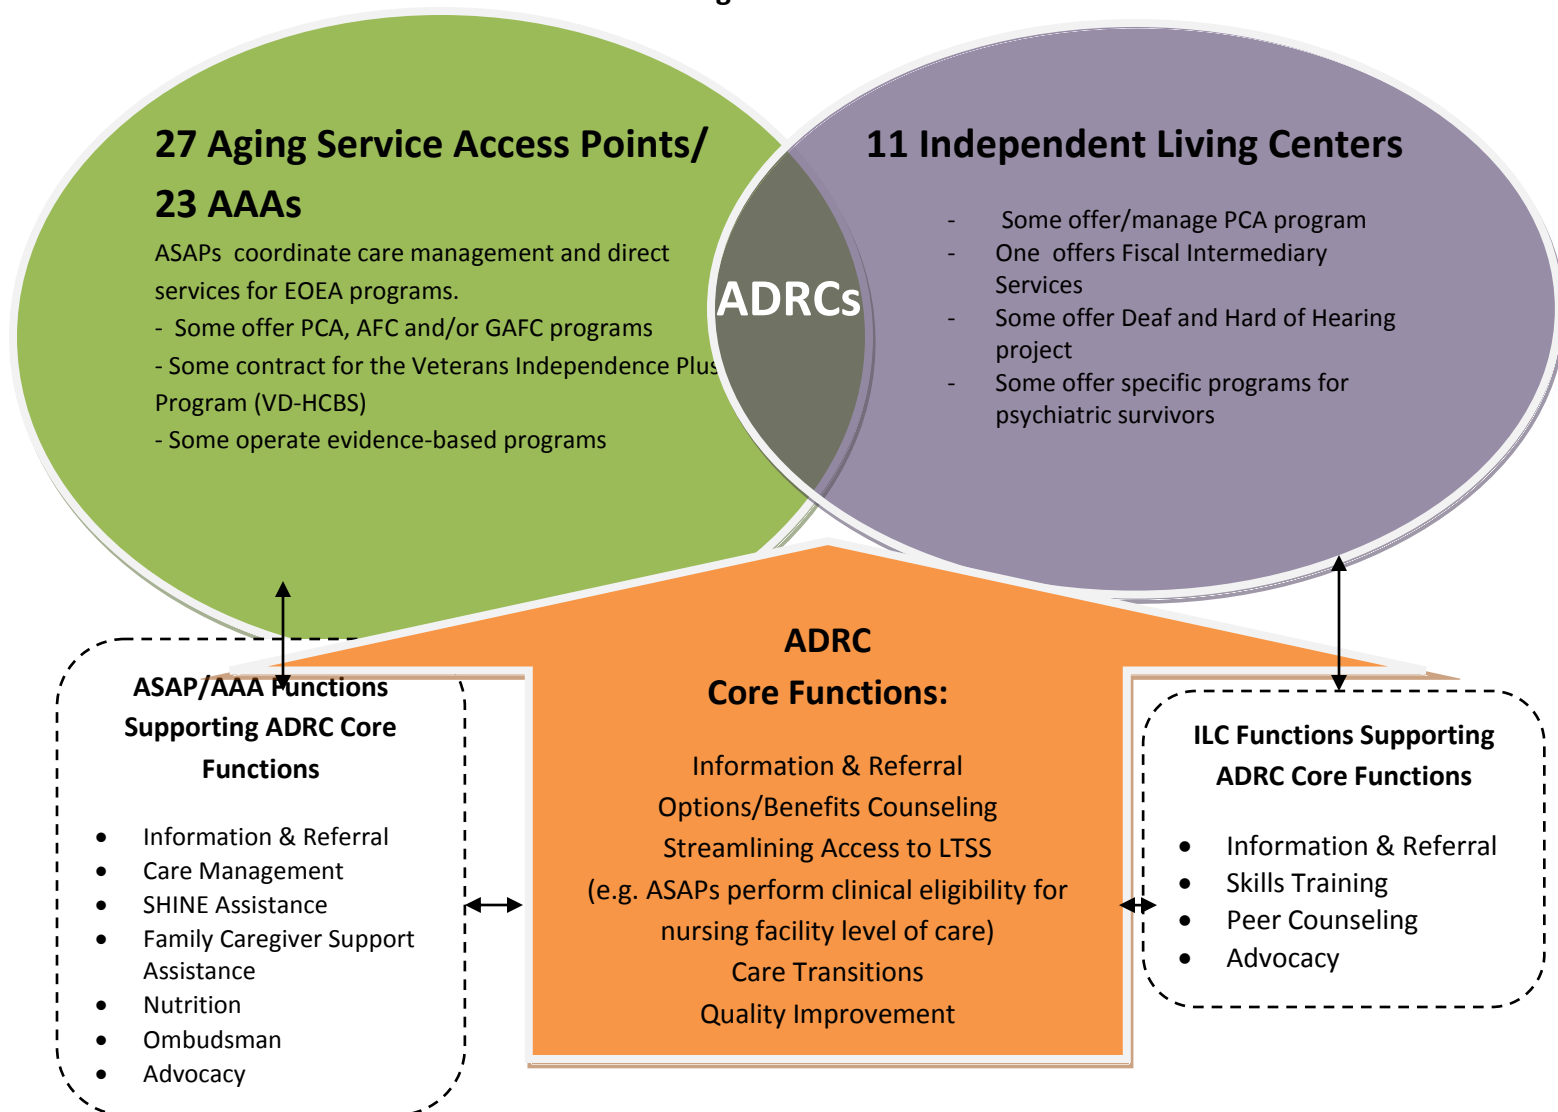 27 Aging Service Access Points/
23 AAAs
ASAPs coordinate care management and direct
services for EOEA programs.
- Some offer PCA, AFC and/or GAFC programs
- Some contract for the Veterans Independence Plus
Program (VD-HCBS)
- Some operate evidence-based programs
ADRCs
11 Independent Living Centers
- Some offer/manage PCA program
- One offers Fiscal Intermediary
Services
- Some offer Deaf and Hard of Hearing
project
- Some offer specific programs for
psychiatric survivors
ASAP/AAA Functions
Supporting ADRC Core
Functions
• Information & Referral
• Care Management
• SHINE Assistance
• Family Caregiver Support
Assistance
• Nutrition
• Ombudsman
• Advocacy
ADRC
Core Functions:
Information & Referral
Options/Benefits Counseling
Streamlining Access to LTSS
(e.g. ASAPs perform clinical eligibility for
nursing facility level of care)
Care Transitions
Quality Improvement
ILC Functions Supporting
ADRC Core Functions
• Information & Referral
• Skills Training
• Peer Counseling
• Advocacy